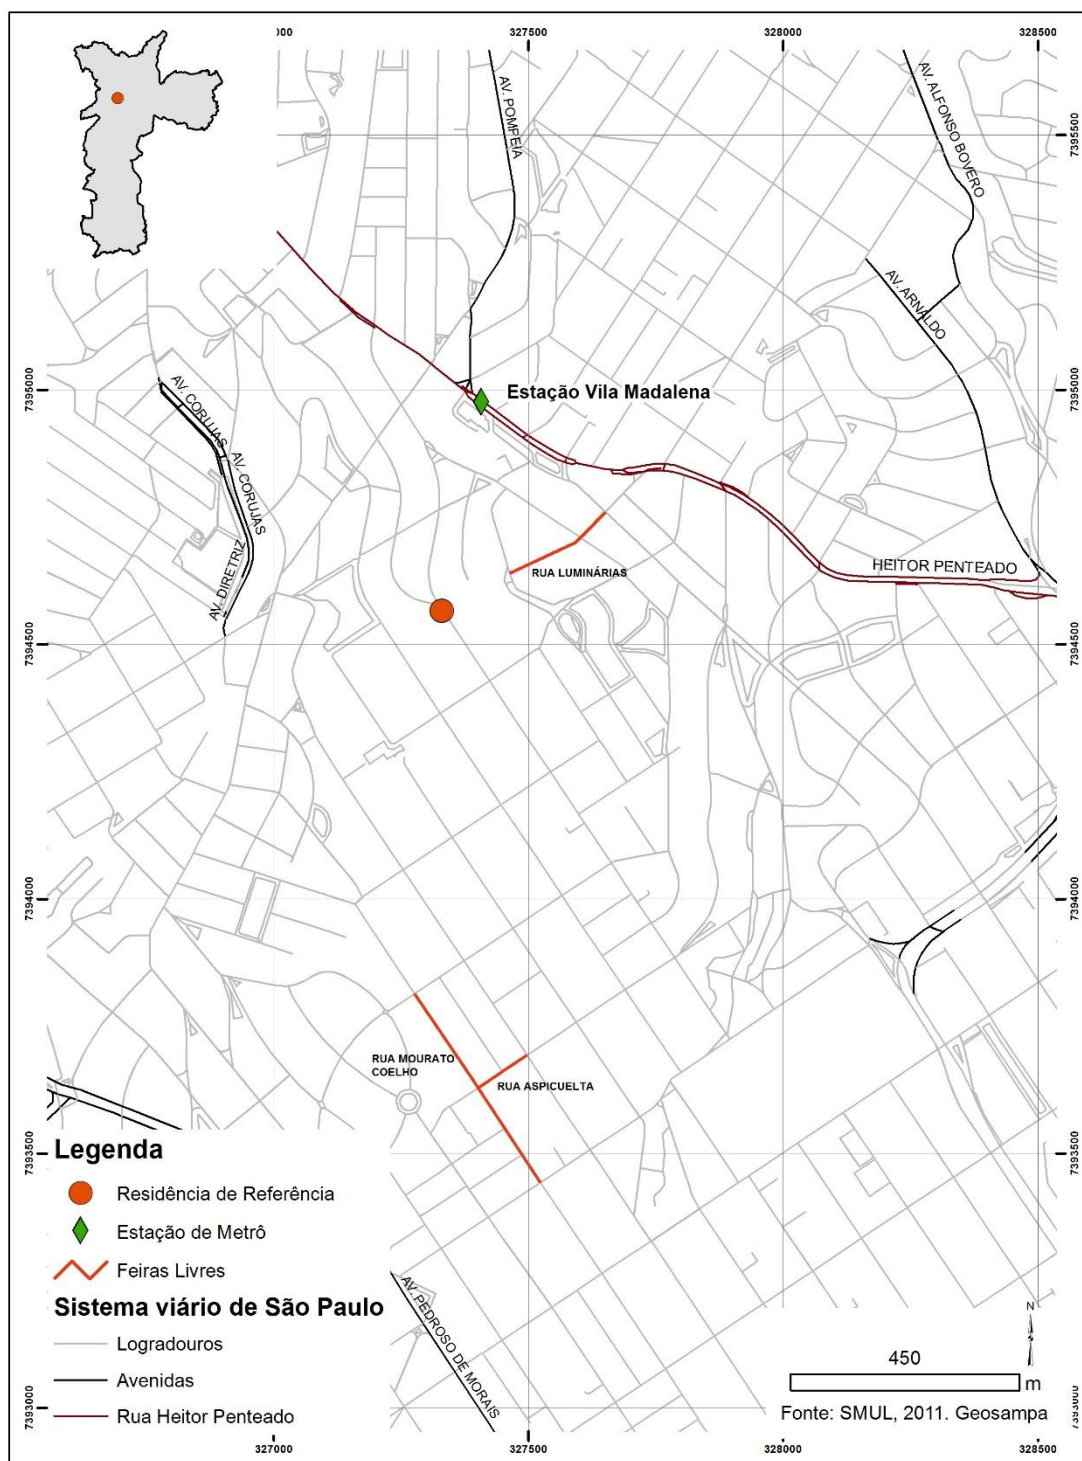 00
327500
328000
328500
7395500
7395500
AV. POMPEIA
AV. ALFONSO BOVERO
AV. ARNALDO
7395000
7395000
Estação Vila Madalena
AV. CORUJAS
AV. CORUJAS
AV. DIRETRIZ
RUA LUMINÁRIAS
HEITOR PENTEADO
7394500
7394500
7394000
7394000
RUA MOURATO
COELHO
RUA ASPICUELTA
7393500
7393500
Legenda
Residência de Referência
Estação de Metrô
Feiras Livres
Sistema viário de São Paulo
Logradouros
Avenidas
Rua Heitor Penteado
AV. PEDROSO DE MORAIS
N
450
m
Fonte: SMUL, 2011. Geosampa
7393000
7393000
327000
327500
328000
328500